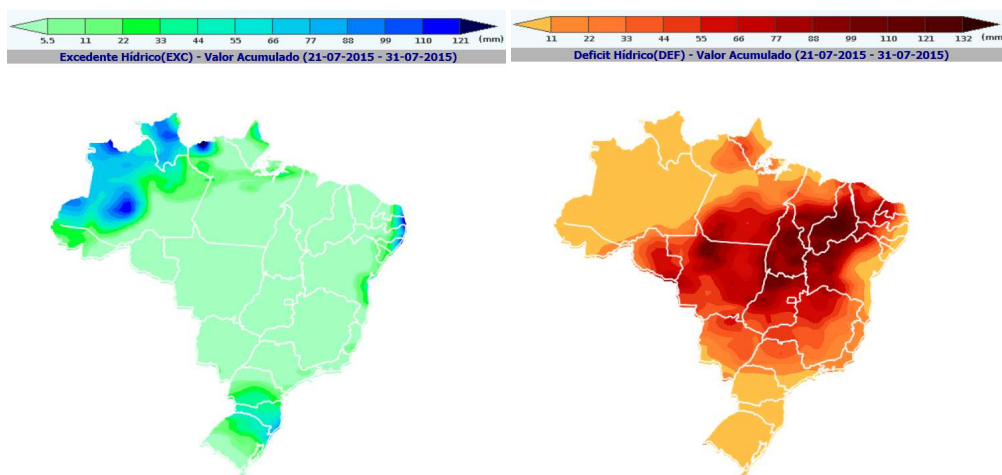 5.5 11 22 33 44 55 66 77 88 99 110 121 (mm)
Excedente Hídrico(EXC) - Valor Acumulado (21-07-2015 - 31-07-2015)
11 22 33 44 55 66 77 88 99 110 121 132 (mm)
Deficit Hídrico(DEF) - Valor Acumulado (21-07-2015 - 31-07-2015)